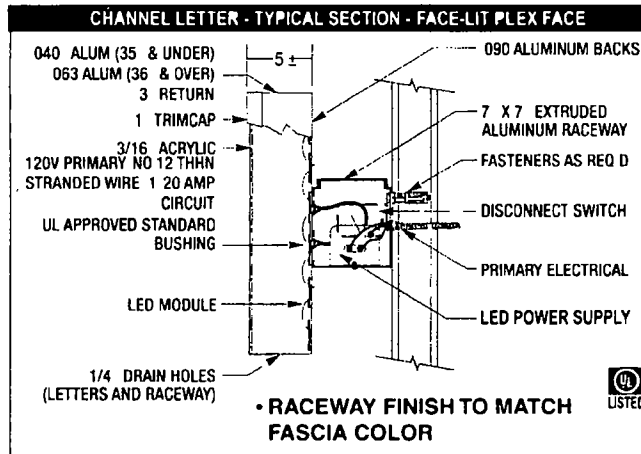 CHANNEL LETTER - TYPICAL SECTION - FACE-LIT PLEX FACE
040 ALUM (35 & UNDER)
063 ALUM (36 & OVER)
3 RETURN
1 TRIMCAP
3/16 ACRYLIC
120V PRIMARY NO 12 THHN
STRANDED WIRE 1 20 AMP
CIRCUIT
UL APPROVED STANDARD
BUSHING
LED MODULE
1/4 DRAIN HOLES
(LETTERS AND RACEWAY)
5 ±
090 ALUMINUM BACKS
7 X 7 EXTRUDED
ALUMINUM RACEWAY
FASTENERS AS REQ D
DISCONNECT SWITCH
PRIMARY ELECTRICAL
LED POWER SUPPLY
• RACEWAY FINISH TO MATCH
FASCIA COLOR
UL
LISTED